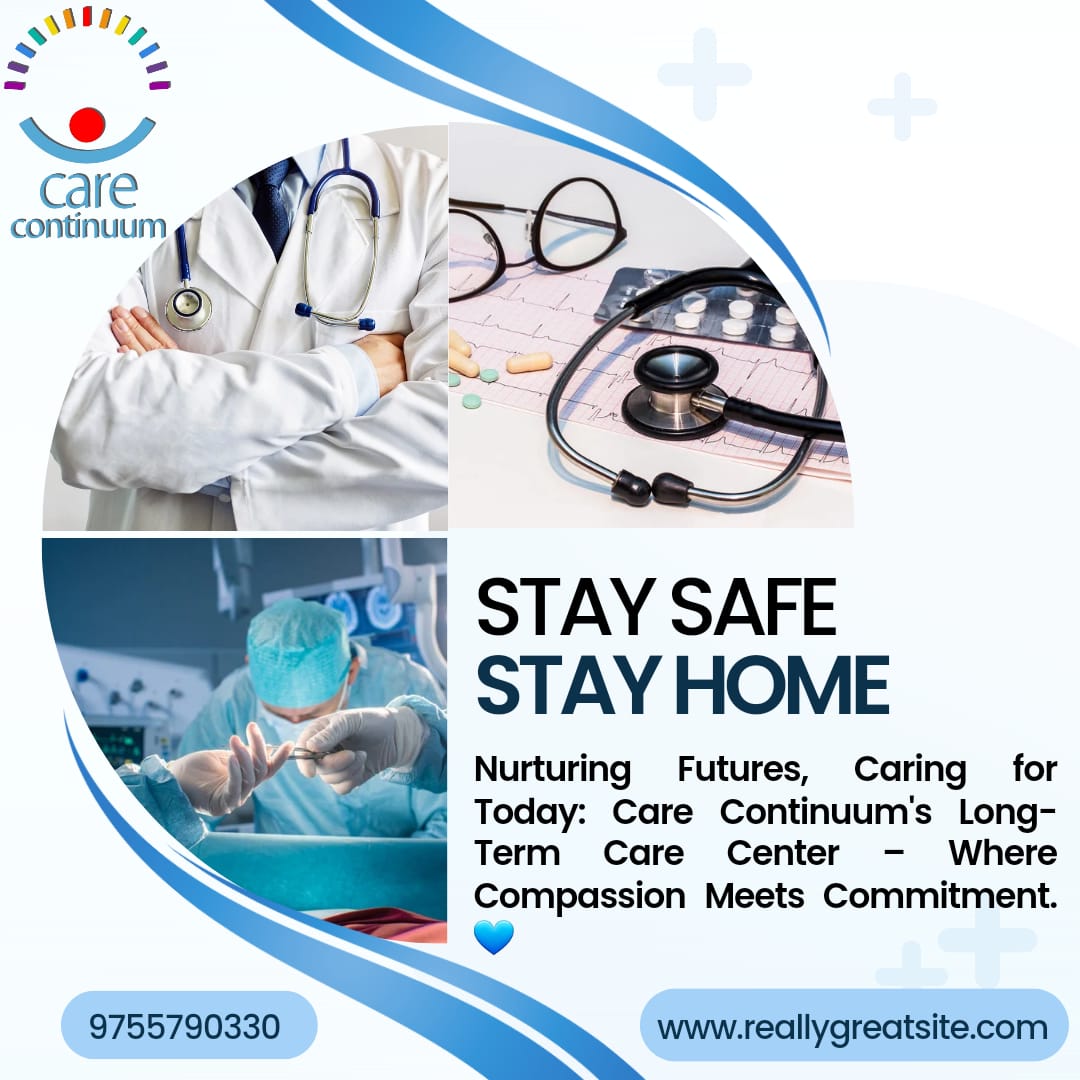 care
continuum
STAY SAFE
STAY HOME
Nurturing Futures, Caring for
Today: Care Continuum's Long-
Term Care Center – Where
Compassion Meets Commitment.
💙
9755790330
www.reallygreatsite.com